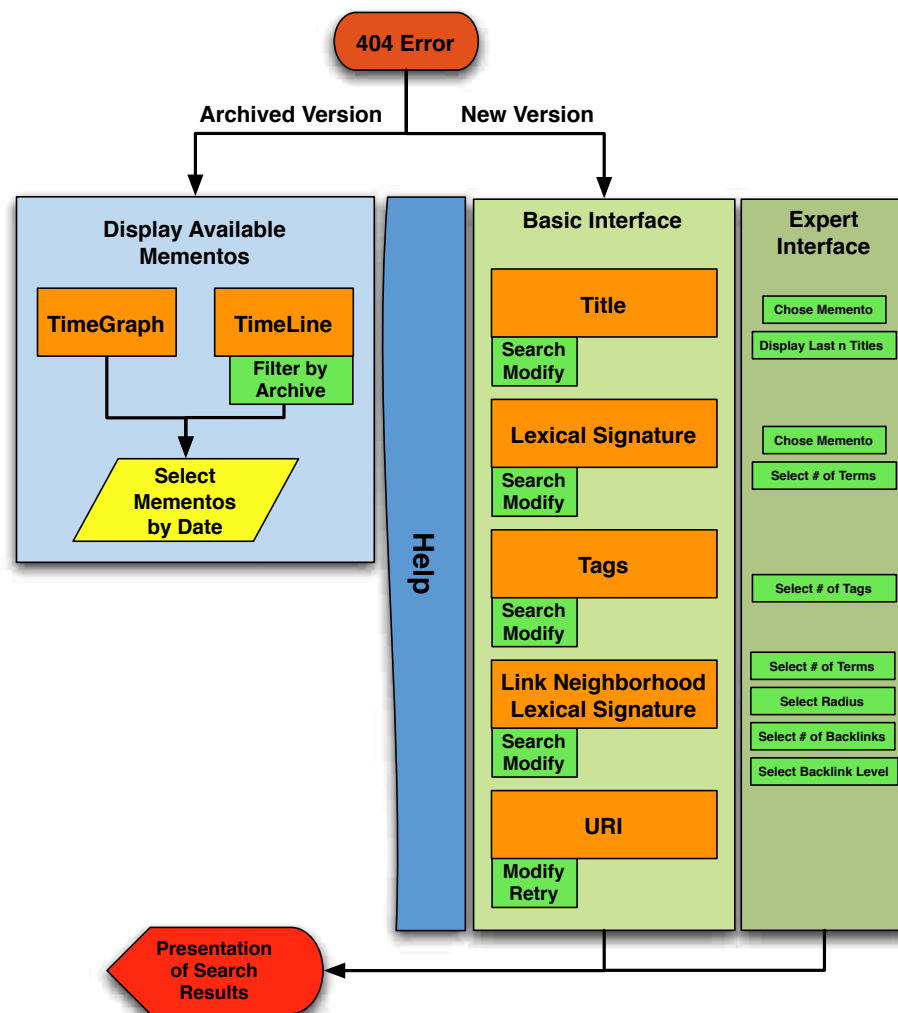 404 Error
Archived Version
New Version
Display Available
Mementos
TimeGraph
TimeLine
Filter by
Archive
Select
Mementos
by Date
Help
Basic Interface
Title
Search
Modify
Lexical Signature
Search
Modify
Tags
Search
Modify
Link Neighborhood
Lexical Signature
Search
Modify
URI
Modify
Retry
Expert
Interface
Chose Memento
Display Last n Titles
Chose Memento
Select # of Terms
Select # of Tags
Select # of Terms
Select Radius
Select # of Backlinks
Select Backlink Level
Presentation
of Search
Results